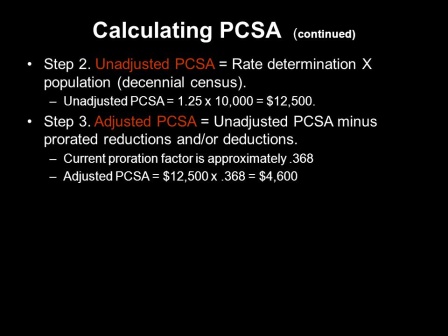 Calculating PCSA (continued)
• Step 2. Unadjusted PCSA = Rate determination X
population (decennial census).
– Unadjusted PCSA = 1.25 x 10,000 = $12,500.
• Step 3. Adjusted PCSA = Unadjusted PCSA minus
prorated reductions and/or deductions.
– Current proration factor is approximately .368
– Adjusted PCSA = $12,500 x .368 = $4,600